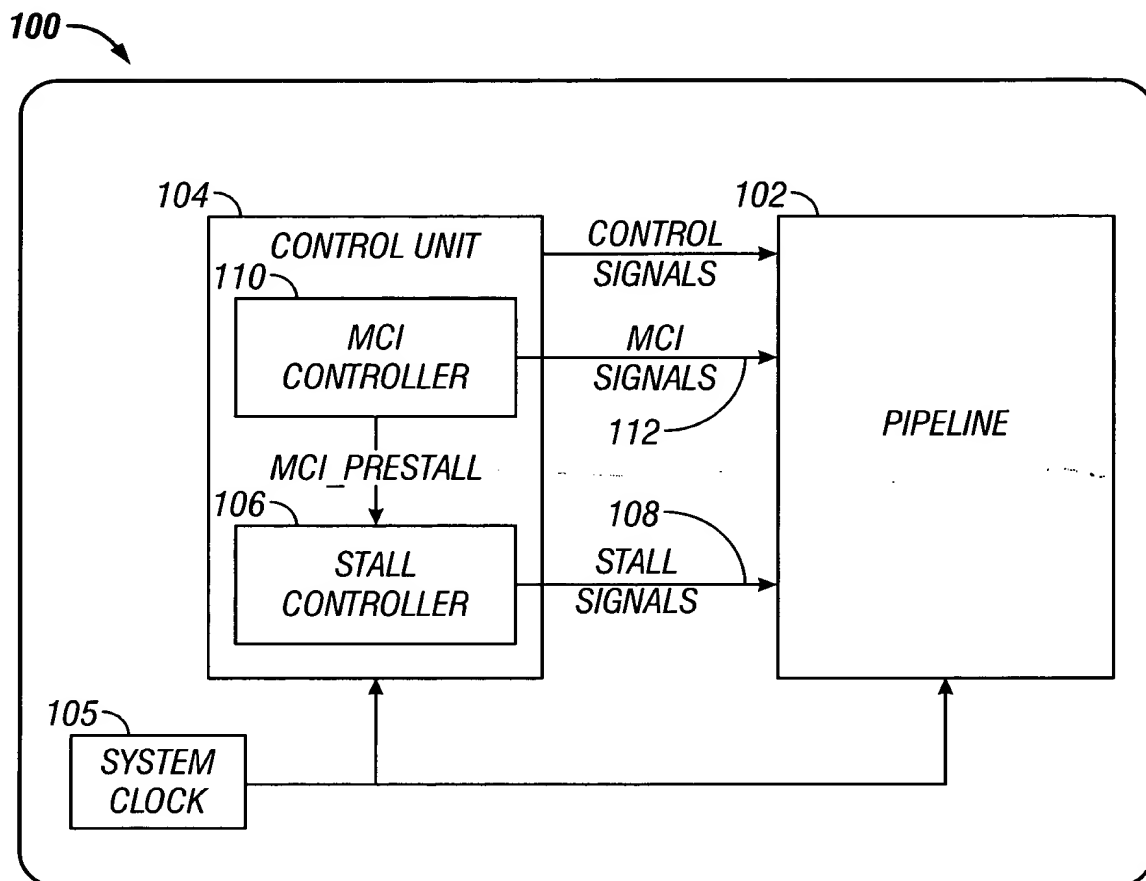 100
104
102
CONTROL UNIT
CONTROL
SIGNALS
110
MCI
CONTROLLER
MCI
SIGNALS
112
PIPELINE
MCI_PRESTALL
106
108
STALL
CONTROLLER
STALL
SIGNALS
105
SYSTEM
CLOCK